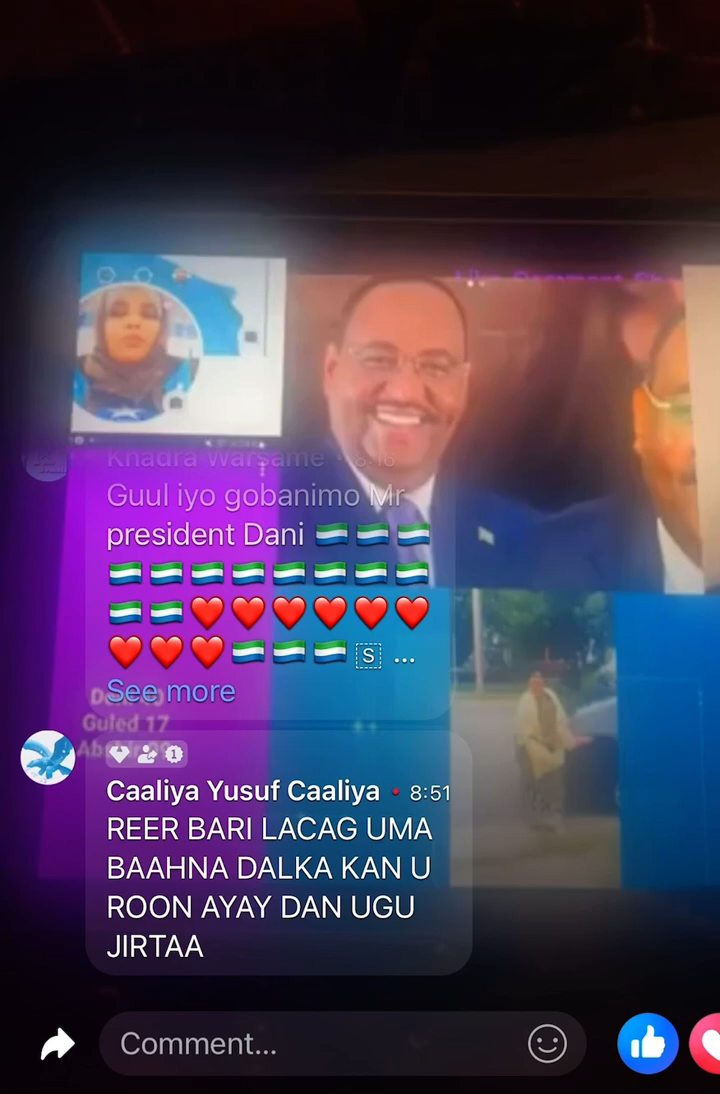 Khadra Warsame
Guul iyo gobanimo Mr
president Dani 🇸🇱 🇸🇱 🇸🇱
🇸🇱 🇸🇱 🇸🇱 🇸🇱 🇸🇱 🇸🇱 🇸🇱 🇸🇱
🇸🇱 🇸🇱 ❤️ ❤️ ❤️ ❤️ ❤️ ❤️
❤️ ❤️ ❤️ 🇸🇱 🇸🇱 🇸🇱 S ...
See more
Guled 17
Caaliya Yusuf Caaliya • 8:51
REER BARI LACAG UMA
BAAHNA DALKA KAN U
ROON AYAY DAN UGU
JIRTAA
Comment...